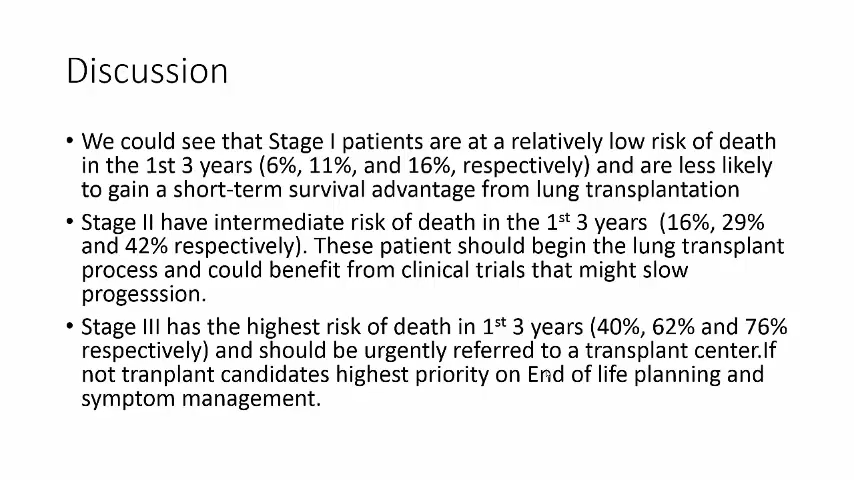 Discussion
• We could see that Stage I patients are at a relatively low risk of death
in the 1st 3 years (6%, 11%, and 16%, respectively) and are less likely
to gain a short-term survival advantage from lung transplantation
• Stage II have intermediate risk of death in the 1st 3 years  (16%, 29%
and 42% respectively). These patient should begin the lung transplant
process and could benefit from clinical trials that might slow
progesssion.
• Stage III has the highest risk of death in 1st 3 years (40%, 62% and 76%
respectively) and should be urgently referred to a transplant center.If
not tranplant candidates highest priority on End of life planning and
symptom management.